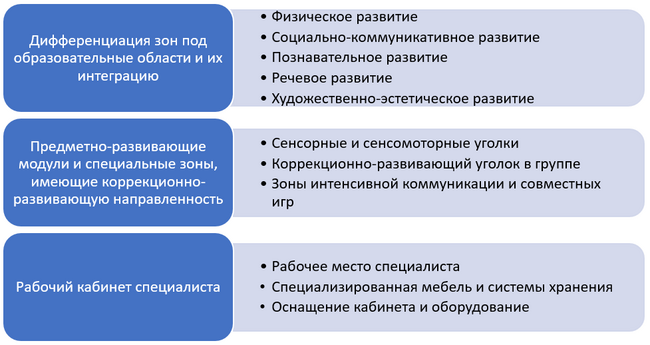 Дифференциация зон под
образовательные области и их
интеграцию
• Физическое развитие
• Социально-коммуникативное развитие
• Познавательное развитие
• Речевое развитие
• Художественно-эстетическое развитие
Предметно-развивающие
модули и специальные зоны,
имеющие коррекционно-
развивающую направленность
• Сенсорные и сенсомоторные уголки
• Коррекционно-развивающий уголок в группе
• Зоны интенсивной коммуникации и совместных
игр
Рабочий кабинет специалиста
• Рабочее место специалиста
• Специализированная мебель и системы хранения
• Оснащение кабинета и оборудование